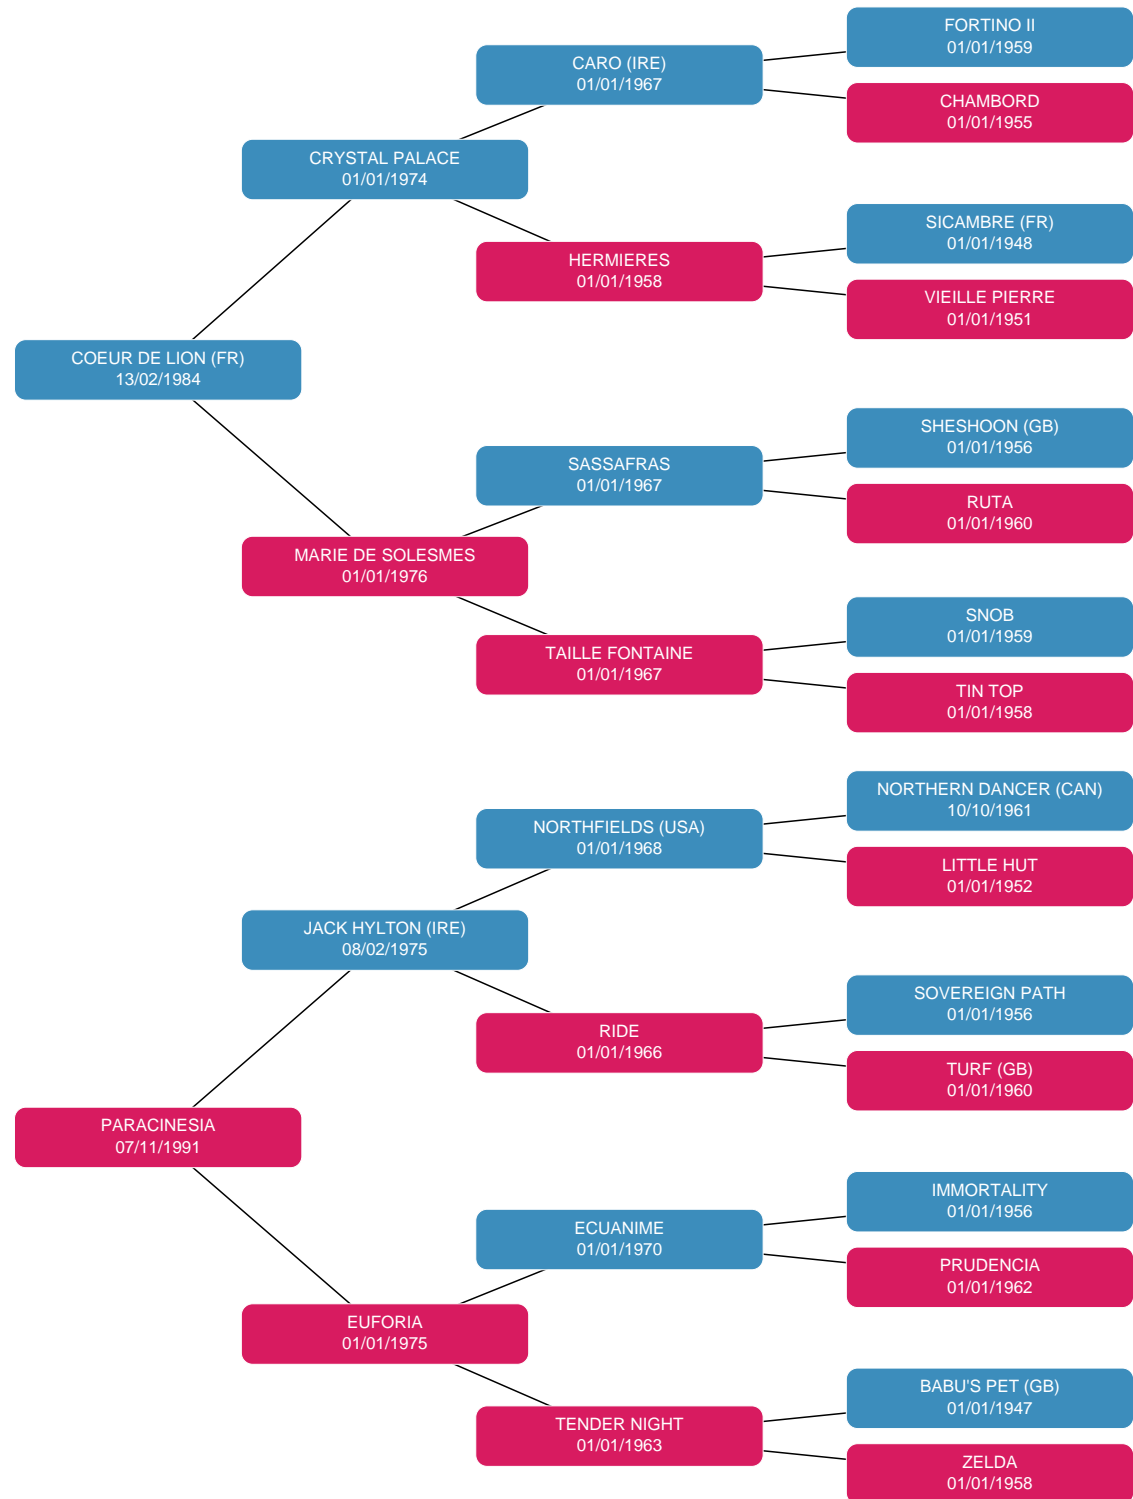 FORTINO II
01/01/1959
CARO (IRE)
01/01/1967
CHAMBORD
01/01/1955
CRYSTAL PALACE
01/01/1974
SICAMBRE (FR)
01/01/1948
HERMIERES
01/01/1958
VIEILLE PIERRE
01/01/1951
COEUR DE LION (FR)
13/02/1984
SHESHOON (GB)
01/01/1956
SASSAFRAS
01/01/1967
RUTA
01/01/1960
MARIE DE SOLESMES
01/01/1976
SNOB
01/01/1959
TAILLE FONTAINE
01/01/1967
TIN TOP
01/01/1958
NORTHERN DANCER (CAN)
10/10/1961
NORTHFIELDS (USA)
01/01/1968
LITTLE HUT
01/01/1952
JACK HYLTON (IRE)
08/02/1975
SOVEREIGN PATH
01/01/1956
RIDE
01/01/1966
TURF (GB)
01/01/1960
PARACINESIA
07/11/1991
IMMORTALITY
01/01/1956
ECUANIME
01/01/1970
PRUDENCIA
01/01/1962
EUFORIA
01/01/1975
BABU'S PET (GB)
01/01/1947
TENDER NIGHT
01/01/1963
ZELDA
01/01/1958